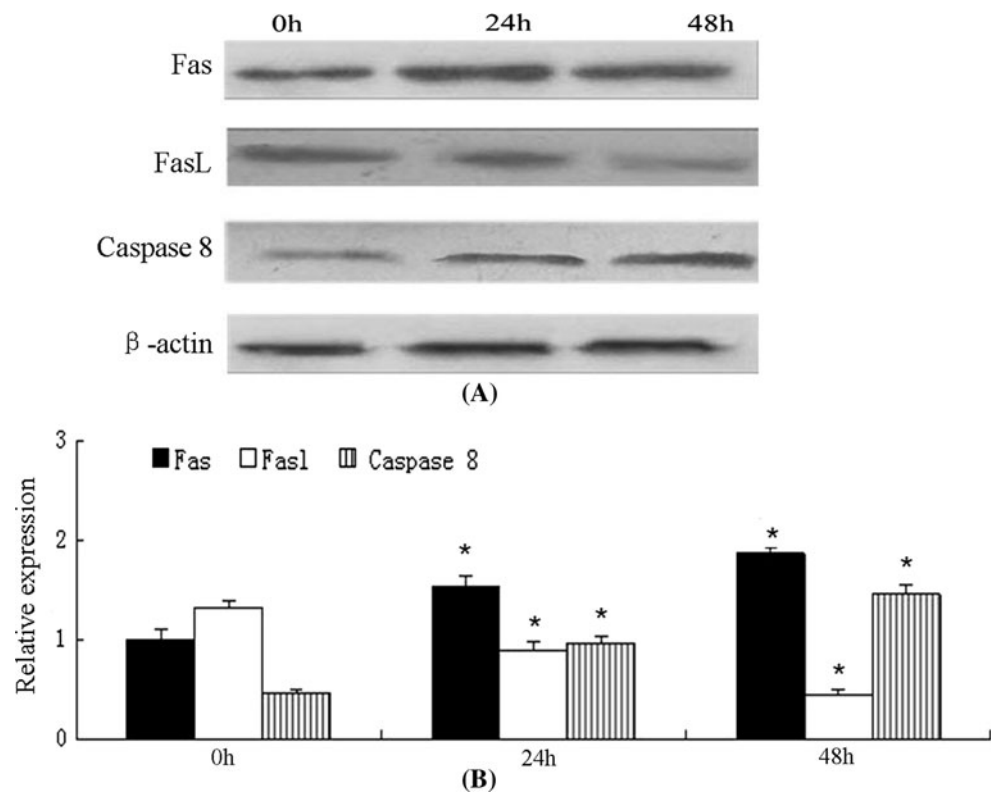 0h 24h 48h
Fas
FasL
Caspase 8
β-actin
(A)
3
Fas Fasl Caspase 8
2
1
0
Relative expression
* * * * * *
0h 24h 48h
(B)